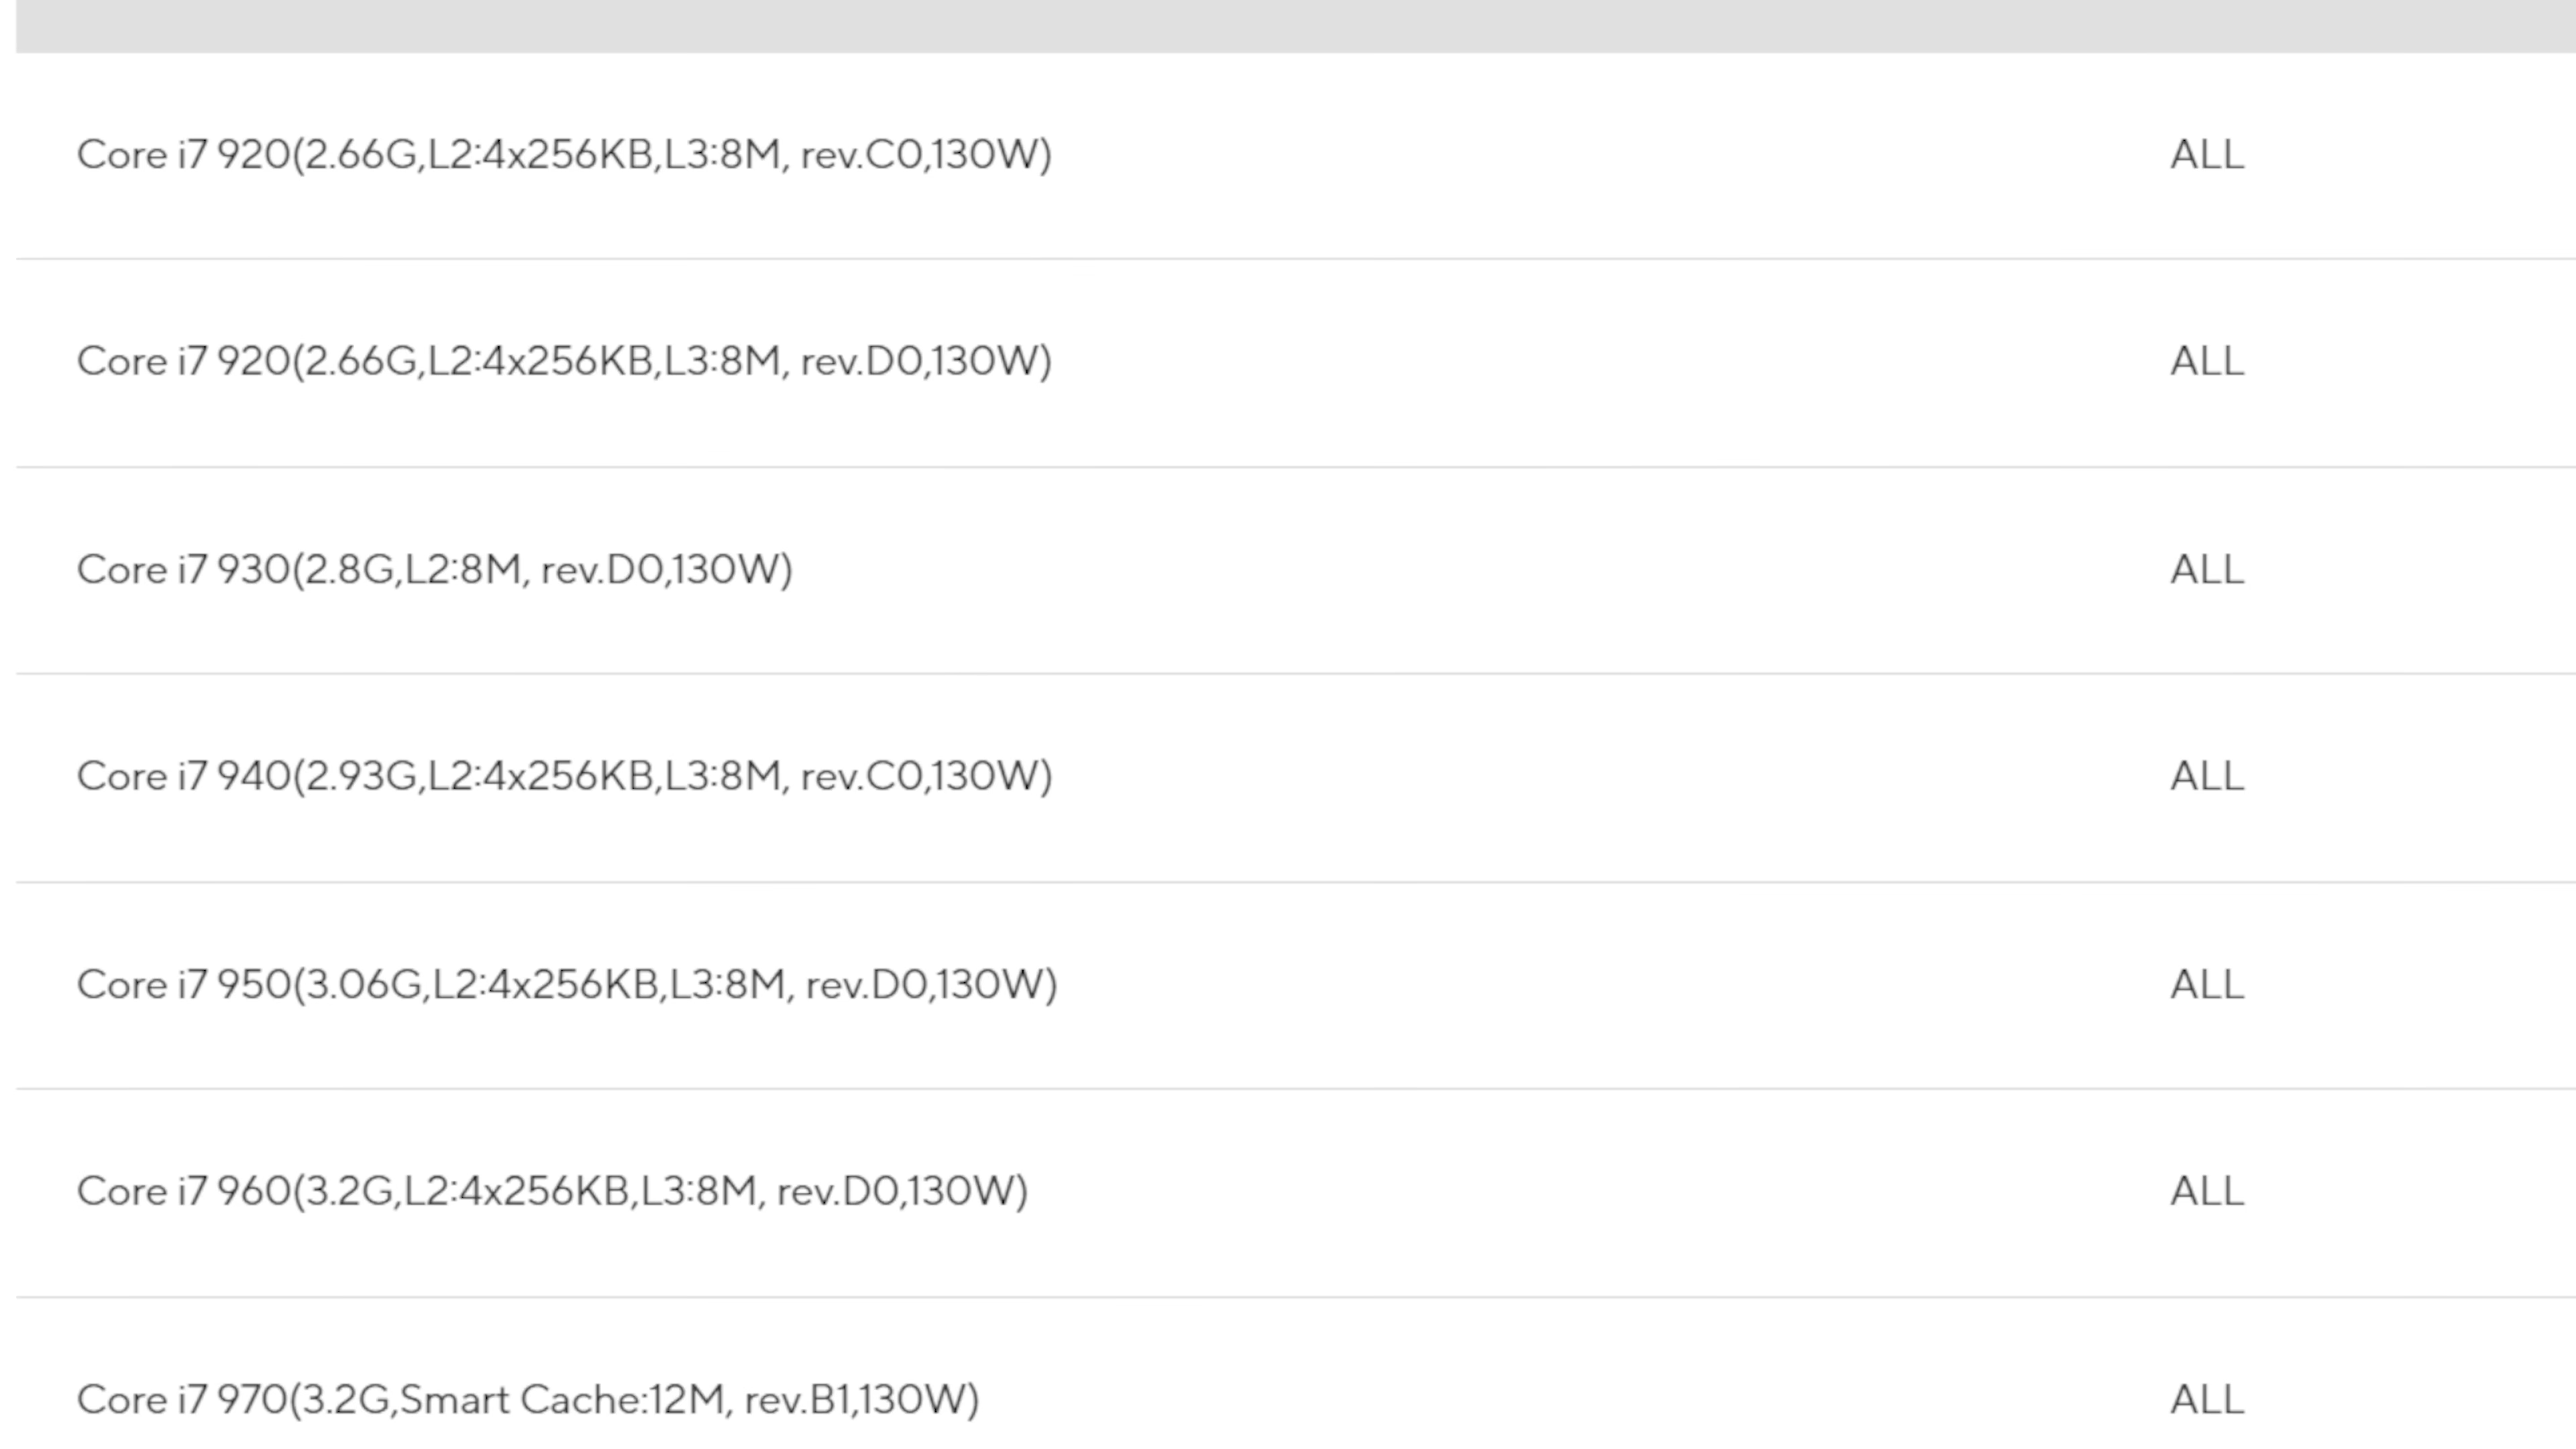 Core i7 920(2.66G,L2:4x256KB,L3:8M, rev.C0,130W) ALL
Core i7 920(2.66G,L2:4x256KB,L3:8M, rev.D0,130W) ALL
Core i7 930(2.8G,L2:8M, rev.D0,130W) ALL
Core i7 940(2.93G,L2:4x256KB,L3:8M, rev.C0,130W) ALL
Core i7 950(3.06G,L2:4x256KB,L3:8M, rev.D0,130W) ALL
Core i7 960(3.2G,L2:4x256KB,L3:8M, rev.D0,130W) ALL
Core i7 970(3.2G,Smart Cache:12M, rev.B1,130W) ALL